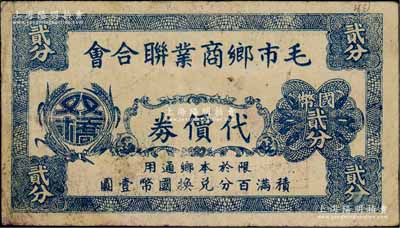 貳分
毛市鄉商業聯合會
貳分
國幣
貳分
代價券
限於本鄉通用
積滿百分兌換國幣壹圓
貳分
貳分